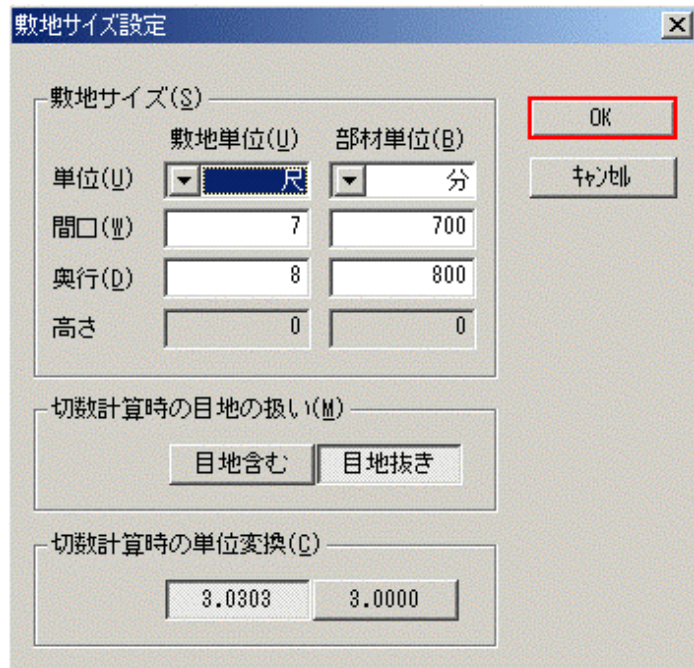 敷地サイズ設定
敷地サイズ(S)
OK
敷地単位(U) 部材単位(B)
単位(U) 尺 分
キャンセル
間口(W) 7 700
奥行(D) 8 800
高さ 0 0
切数計算時の目地の扱い(M)
目地含む 目地抜き
切数計算時の単位変換(C)
3.0303 3.0000